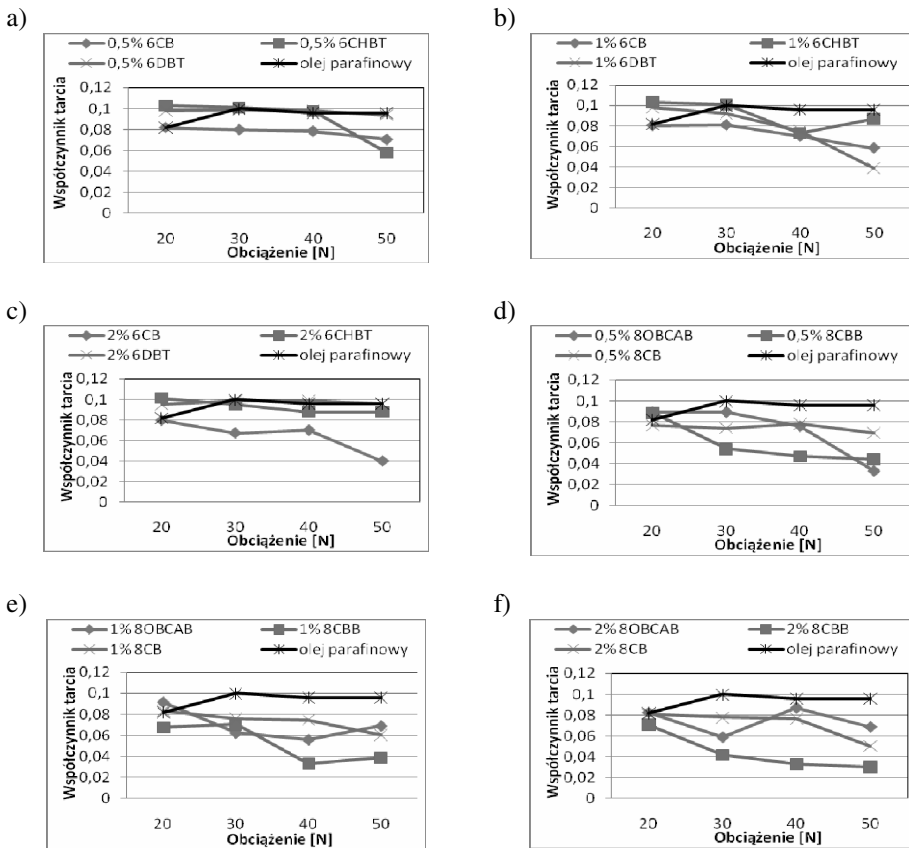 a)
0,5% 6CB 0,5% 6CHBT
0,5% 6DBT olej parafinowy
Współczynnik tarcia
0,12
0,1
0,08
0,06
0,04
0,02
0
20 30 40 50
Obciążenie [N]
b)
1% 6CB 1% 6CHBT
1% 6DBT olej parafinowy
Współczynnik tarcia
0,12
0,1
0,08
0,06
0,04
0,02
0
20 30 40 50
Obciążenie [N]
c)
2% 6CB 2% 6CHBT
2% 6DBT olej parafinowy
Współczynnik tarcia
0,12
0,1
0,08
0,06
0,04
0,02
0
20 30 40 50
Obciążenie [N]
d)
0,5% 8OBCAB 0,5% 8CBB
0,5% 8CB olej parafinowy
Współczynnik tarcia
0,12
0,1
0,08
0,06
0,04
0,02
0
20 30 40 50
Obciążenie [N]
e)
1% 8OBCAB 1% 8CBB
1% 8CB olej parafinowy
Współczynnik tarcia
0,12
0,1
0,08
0,06
0,04
0,02
0
20 30 40 50
Obciążenie [N]
f)
2% 8OBCAB 2% 8CBB
2% 8CB olej parafinowy
Współczynnik tarcia
0,12
0,1
0,08
0,06
0,04
0,02
0
20 30 40 50
Obciążenie [N]